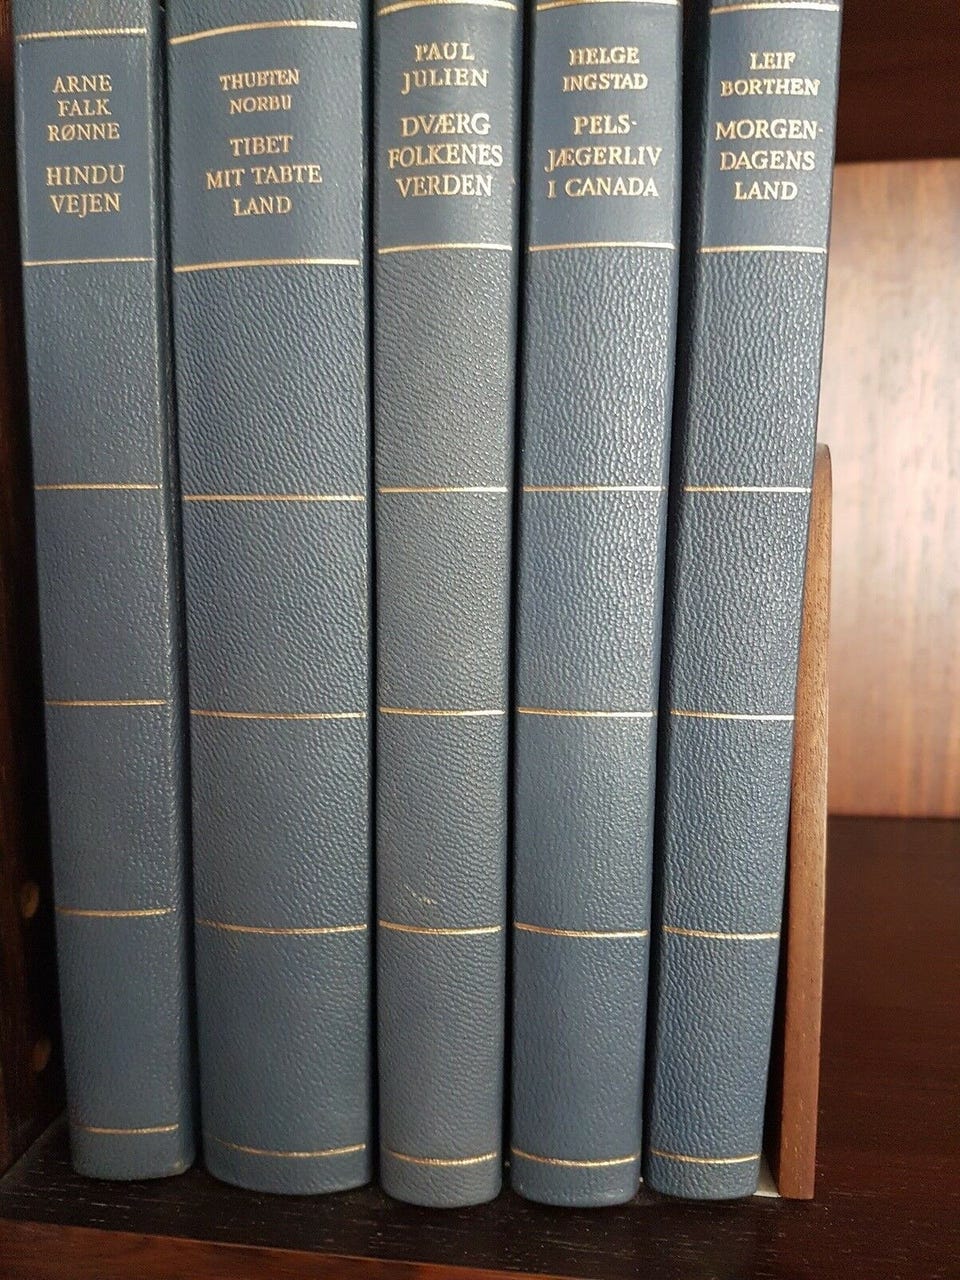 ARNE
FALK
RØNNE
HINDU
VEJEN
THUBTEN
NORBU
TIBET
MIT TABTE
LAND
PAUL
JULIEN
DVÆRG
FOLKENES
VERDEN
HELGE
INGSTAD
PELS-
JÆGERLIV
I CANADA
LEIF
BORTHEN
MORGEN-
DAGENS
LAND